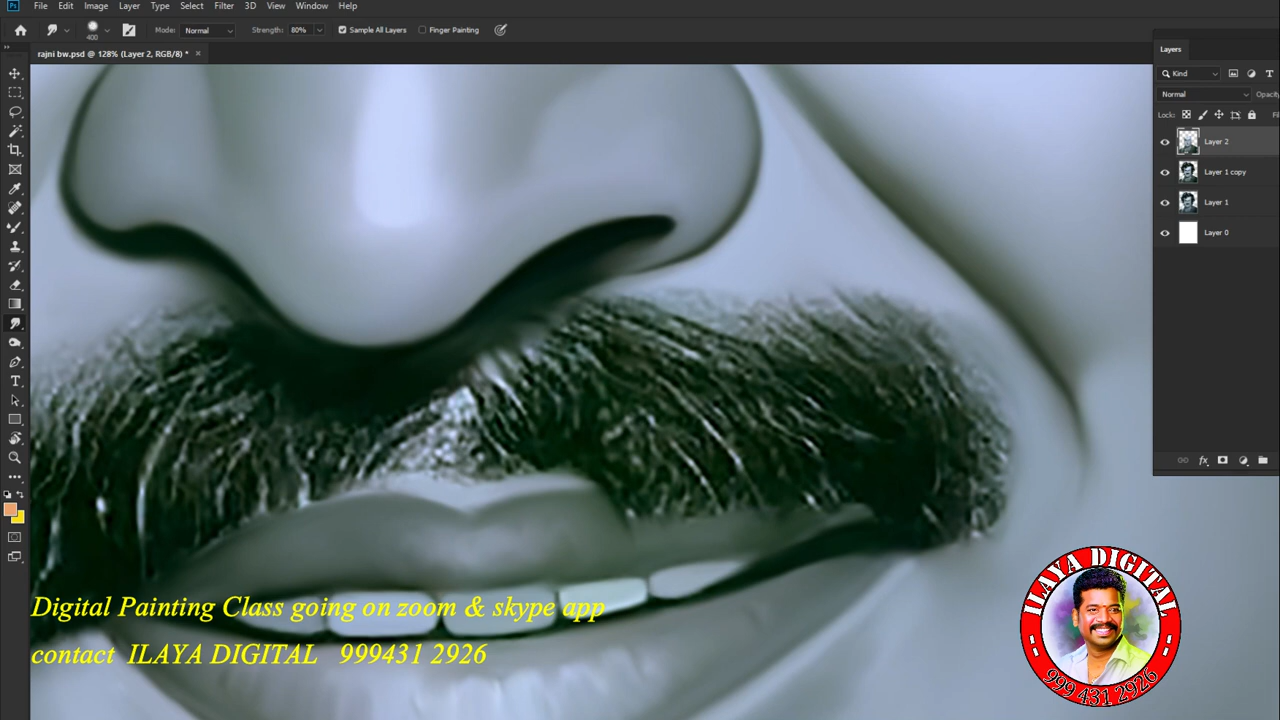 File Edit Image Layer Type Select Filter 3D View Window Help
400 Mode: Normal Strength: 80% Sample All Layers Finger Painting
rajni bw.psd @ 128% (Layer 2, RGB/8) * ×
Layers
Kind
Normal Opacity
Lock:
Layer 2
Layer 1 copy
Layer 1
Layer 0
Digital Painting Class going on zoom & skype app
contact ILAYA DIGITAL 999431 2926
ILAYA DIGITAL
999 431 2926